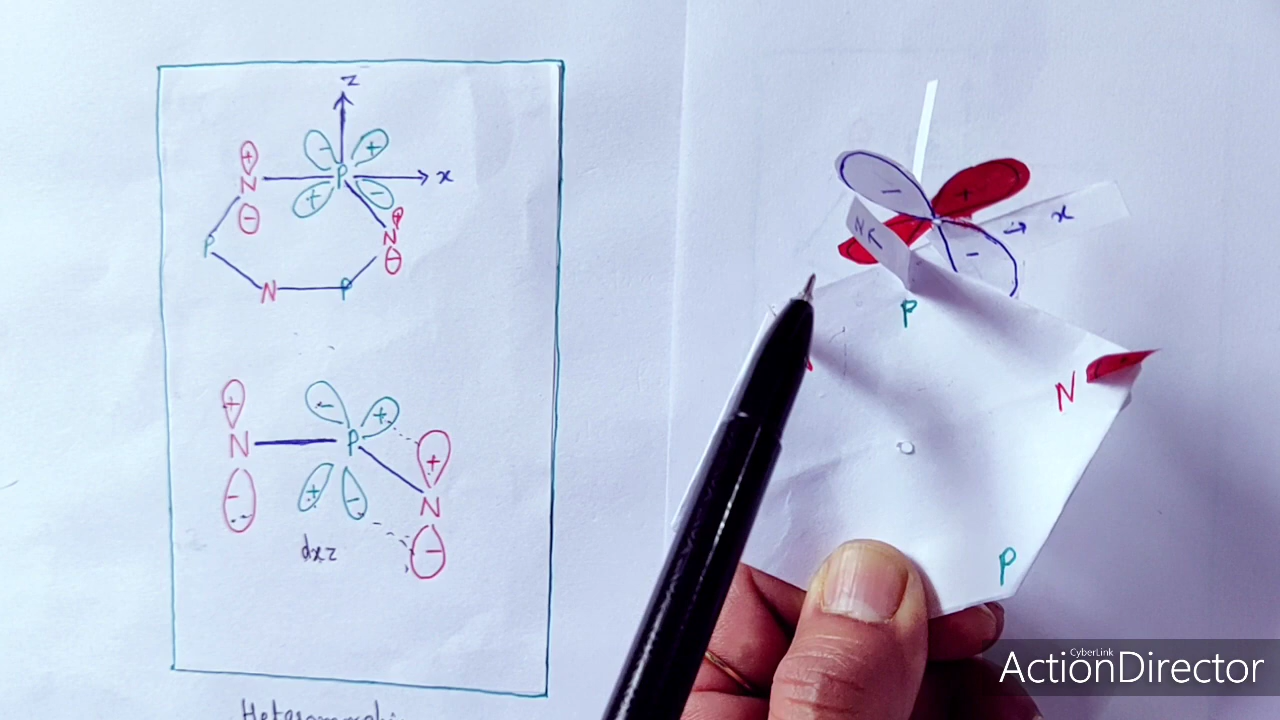 z
+ - +
N P x
- + -
+
N
-
P
N P
+ - +
N P +
- + - N
dxz -
- +
N → x
-
P
N
P
CyberLink
ActionDirector